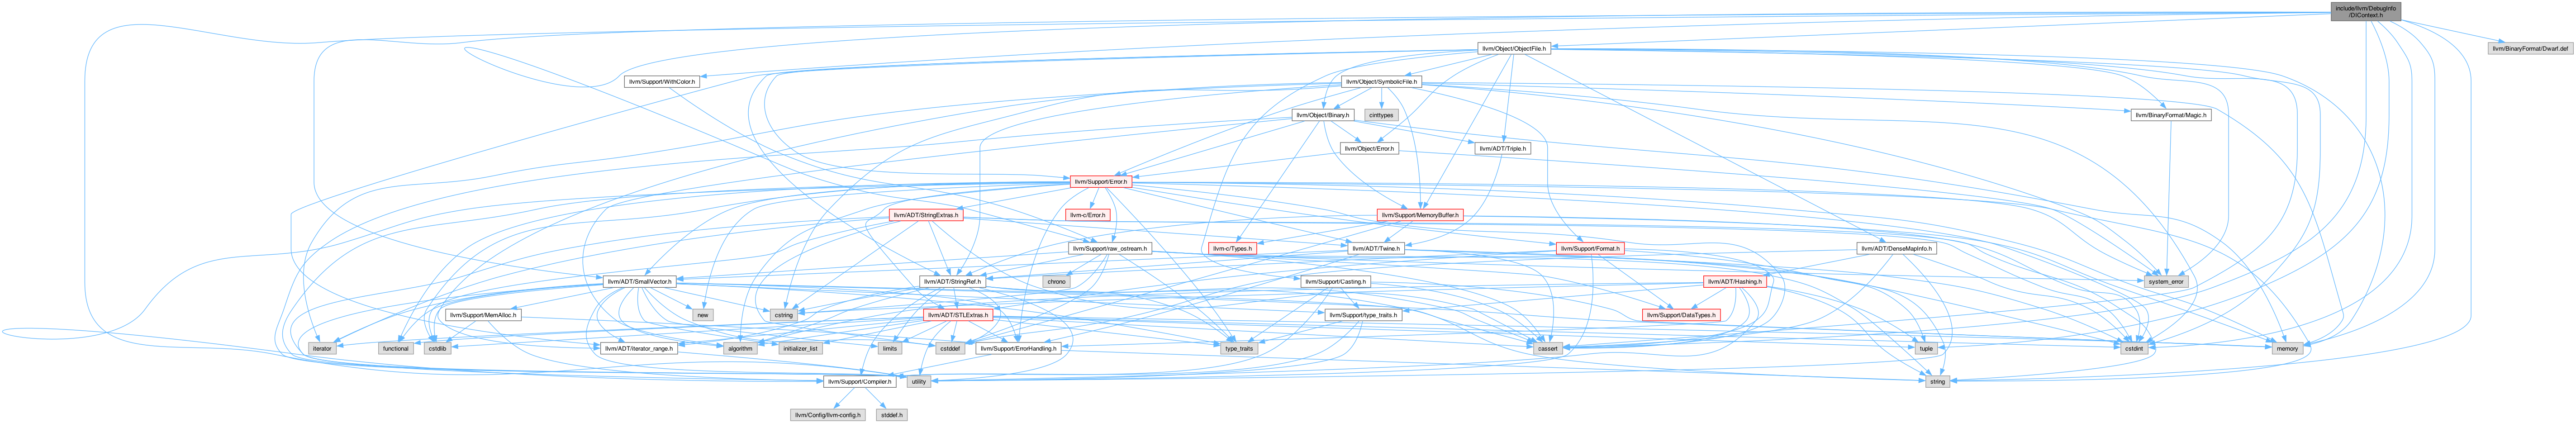 include/llvm/DebugInfo
/DIContext.h
llvm/Object/ObjectFile.h
llvm/BinaryFormat/Dwarf.def
llvm/Support/WithColor.h
llvm/Object/SymbolicFile.h
llvm/Object/Binary.h
cinttypes
llvm/BinaryFormat/Magic.h
llvm/Object/Error.h
llvm/ADT/Triple.h
llvm/Support/Error.h
llvm/ADT/StringExtras.h
llvm-c/Error.h
llvm/Support/MemoryBuffer.h
llvm/Support/raw_ostream.h
llvm-c/Types.h
llvm/ADT/Twine.h
llvm/Support/Format.h
llvm/ADT/DenseMapInfo.h
llvm/ADT/SmallVector.h
llvm/ADT/StringRef.h
chrono
llvm/Support/Casting.h
llvm/ADT/Hashing.h
system_error
llvm/Support/MemAlloc.h
new
cstring
llvm/ADT/STLExtras.h
llvm/Support/type_traits.h
llvm/Support/DataTypes.h
iterator
functional
cstdlib
llvm/ADT/iterator_range.h
algorithm
initializer_list
limits
cstddef
llvm/Support/ErrorHandling.h
type_traits
cassert
tuple
cstdint
memory
llvm/Support/Compiler.h
utility
string
llvm/Config/llvm-config.h
stddef.h